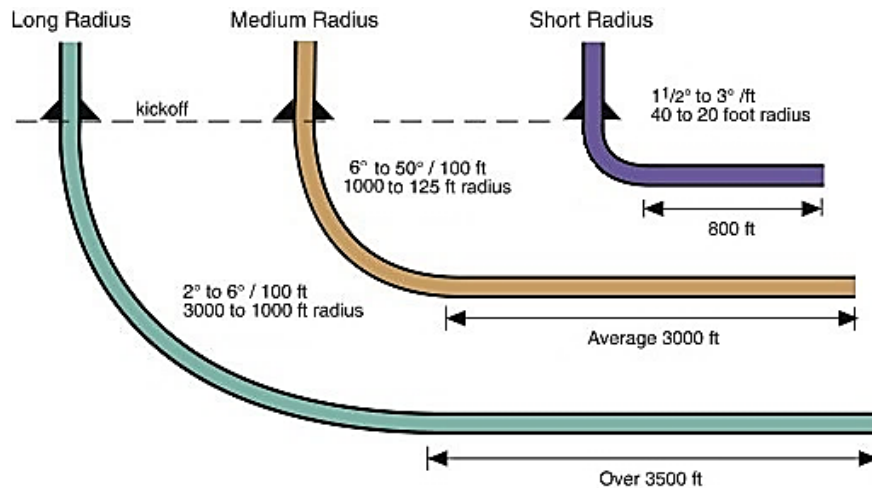 Long Radius
Medium Radius
Short Radius
kickoff
1 1/2° to 3° /ft
40 to 20 foot radius
6° to 50° / 100 ft
1000 to 125 ft radius
800 ft
2° to 6° / 100 ft
3000 to 1000 ft radius
Average 3000 ft
Over 3500 ft